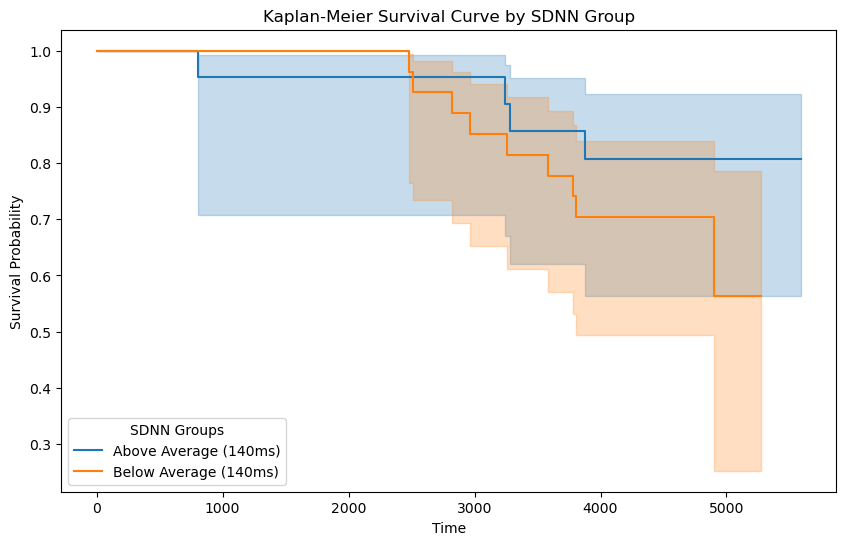 Kaplan-Meier Survival Curve by SDNN Group
Survival Probability
1.0
0.9
0.8
0.7
0.6
0.5
0.4
0.3
SDNN Groups
Above Average (140ms)
Below Average (140ms)
0 1000 2000 3000 4000 5000
Time